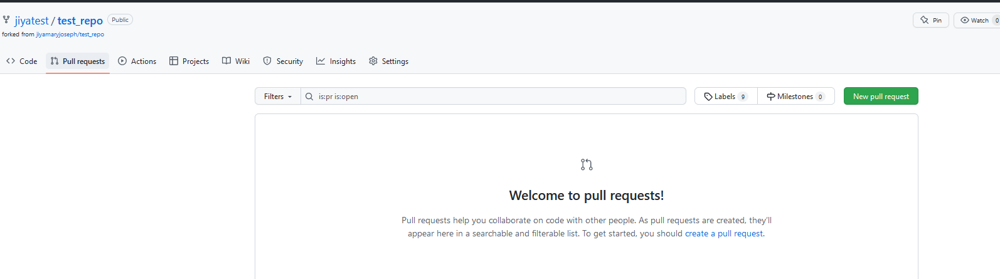 jiyatest / test_repo Public
Pin Watch 0
forked from jiyamaryjoseph/test_repo
Code Pull requests Actions Projects Wiki Security Insights Settings
Filters is:pr is:open Labels 9 Milestones 0 New pull request
Welcome to pull requests!
Pull requests help you collaborate on code with other people. As pull requests are created, they'll
appear here in a searchable and filterable list. To get started, you should create a pull request.